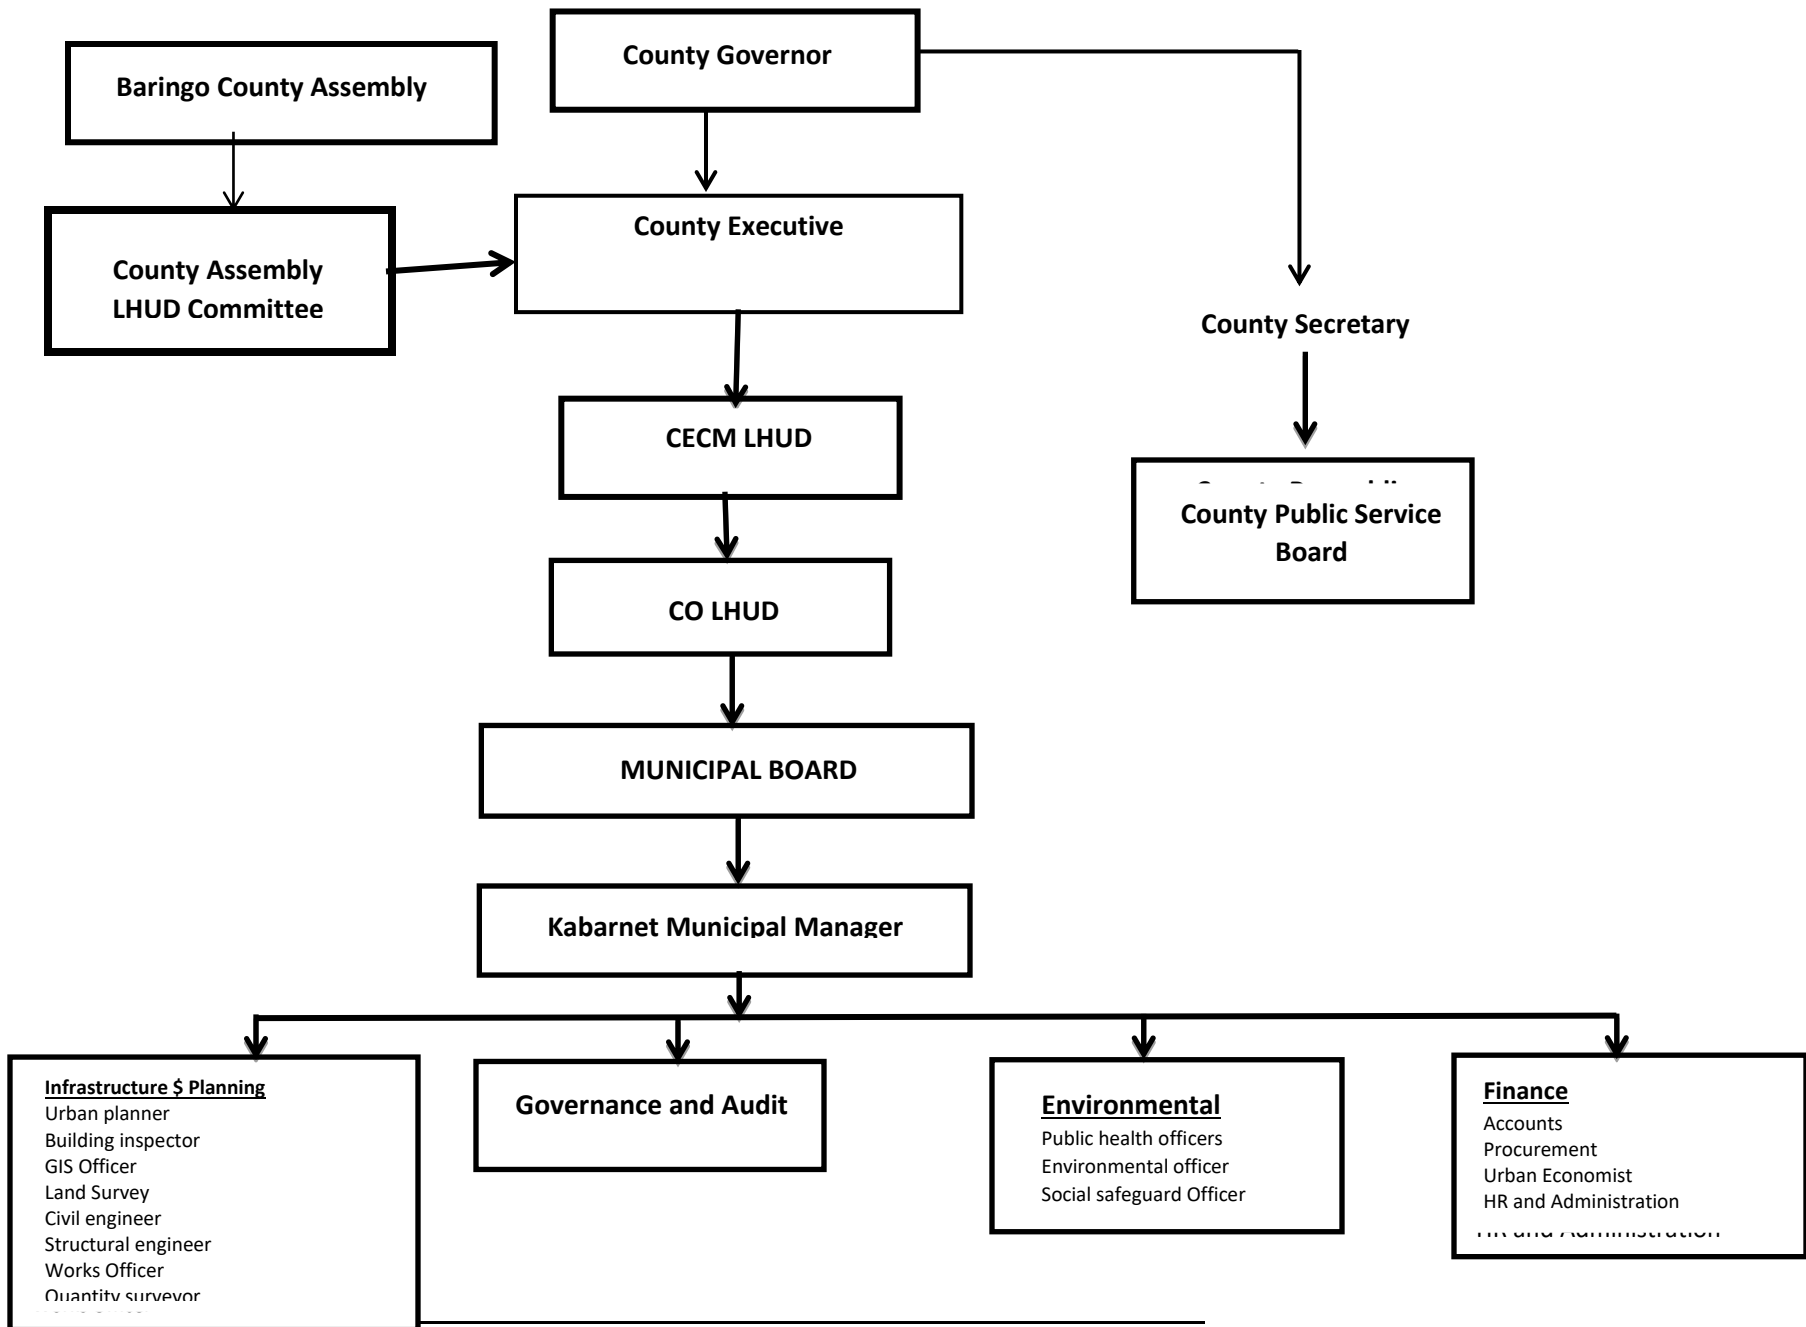 County Governor
Baringo County Assembly
County Executive
County Assembly
LHUD Committee
County Secretary
CECM LHUD
County Public Service
Board
CO LHUD
MUNICIPAL BOARD
Kabarnet Municipal Manager
Infrastructure $ Planning
Urban planner
Building inspector
GIS Officer
Land Survey
Civil engineer
Structural engineer
Works Officer
Quantity surveyor
Governance and Audit
Environmental
Public health officers
Environmental officer
Social safeguard Officer
Finance
Accounts
Procurement
Urban Economist
HR and Administration
HR and Administration